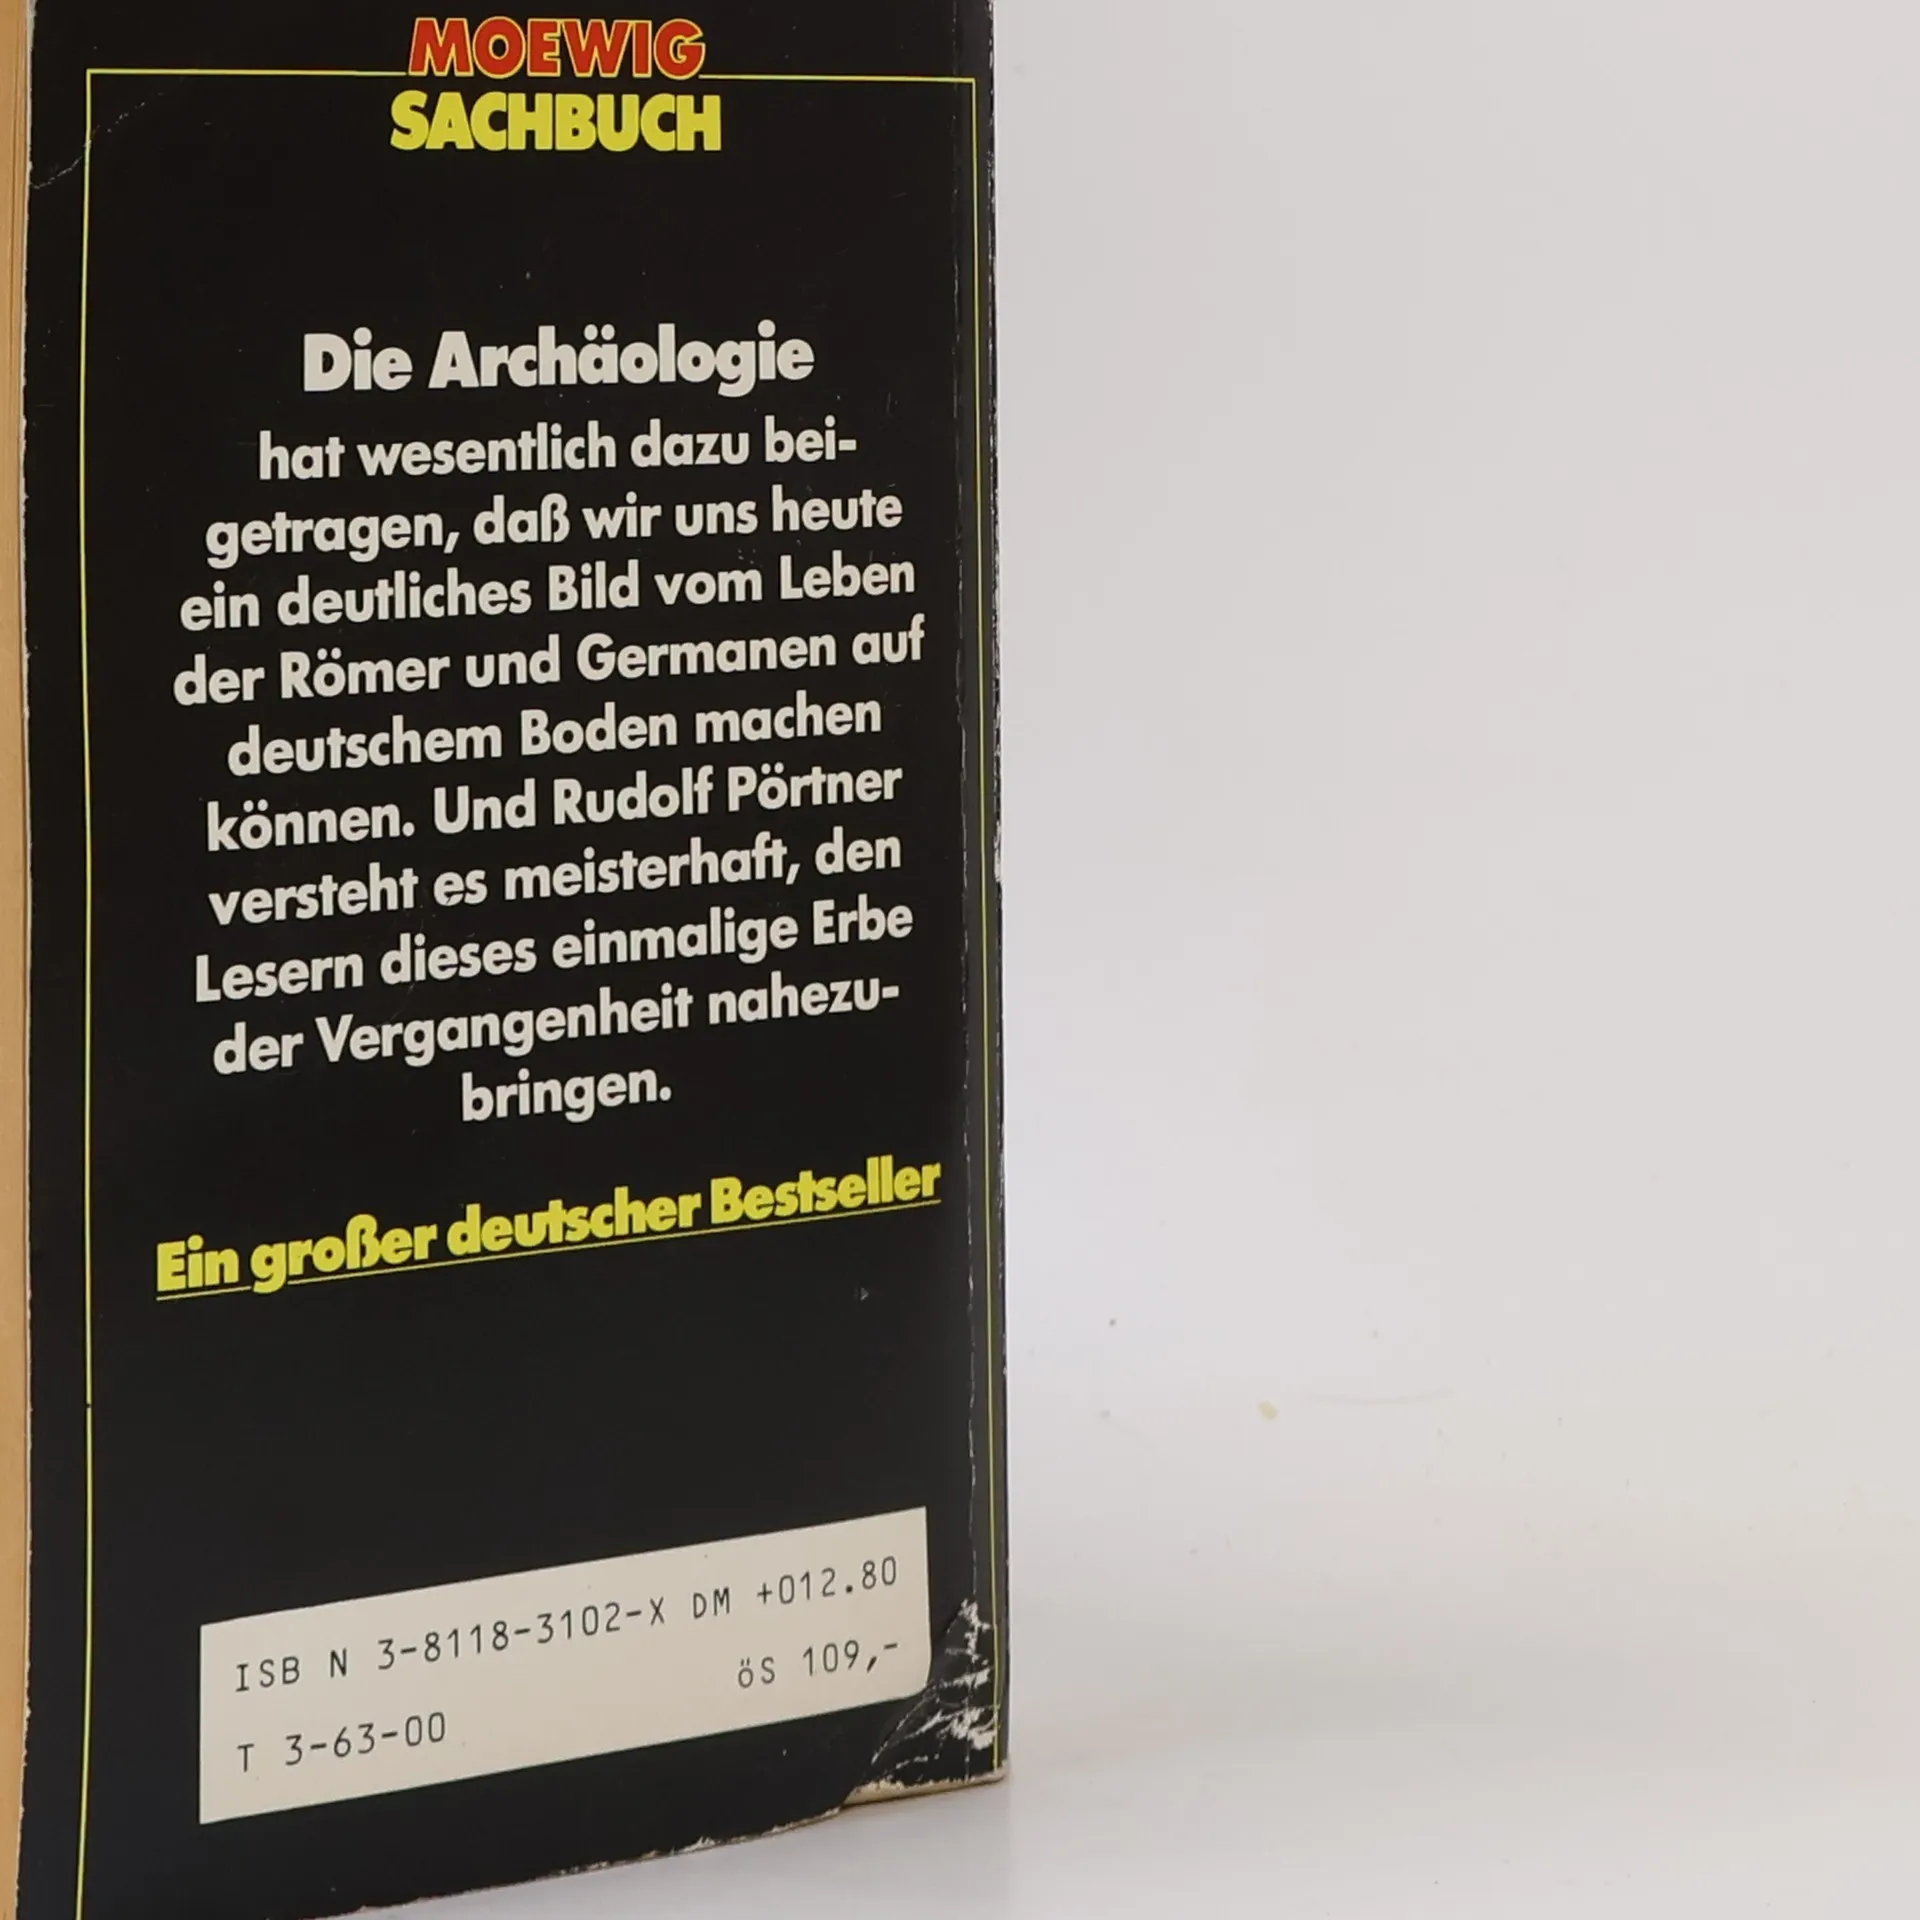 MOEWIG
SACHBUCH
Die Archäologie
hat wesentlich dazu bei-
getragen, daß wir uns heute
ein deutliches Bild vom Leben
der Römer und Germanen auf
deutschem Boden machen
können. Und Rudolf Pörtner
versteht es meisterhaft, den
Lesern dieses einmalige Erbe
der Vergangenheit nahezu-
bringen.
Ein großer deutscher Bestseller
ISB N 3-8118-3102-X DM +012.80
öS 109,-
T 3-63-00